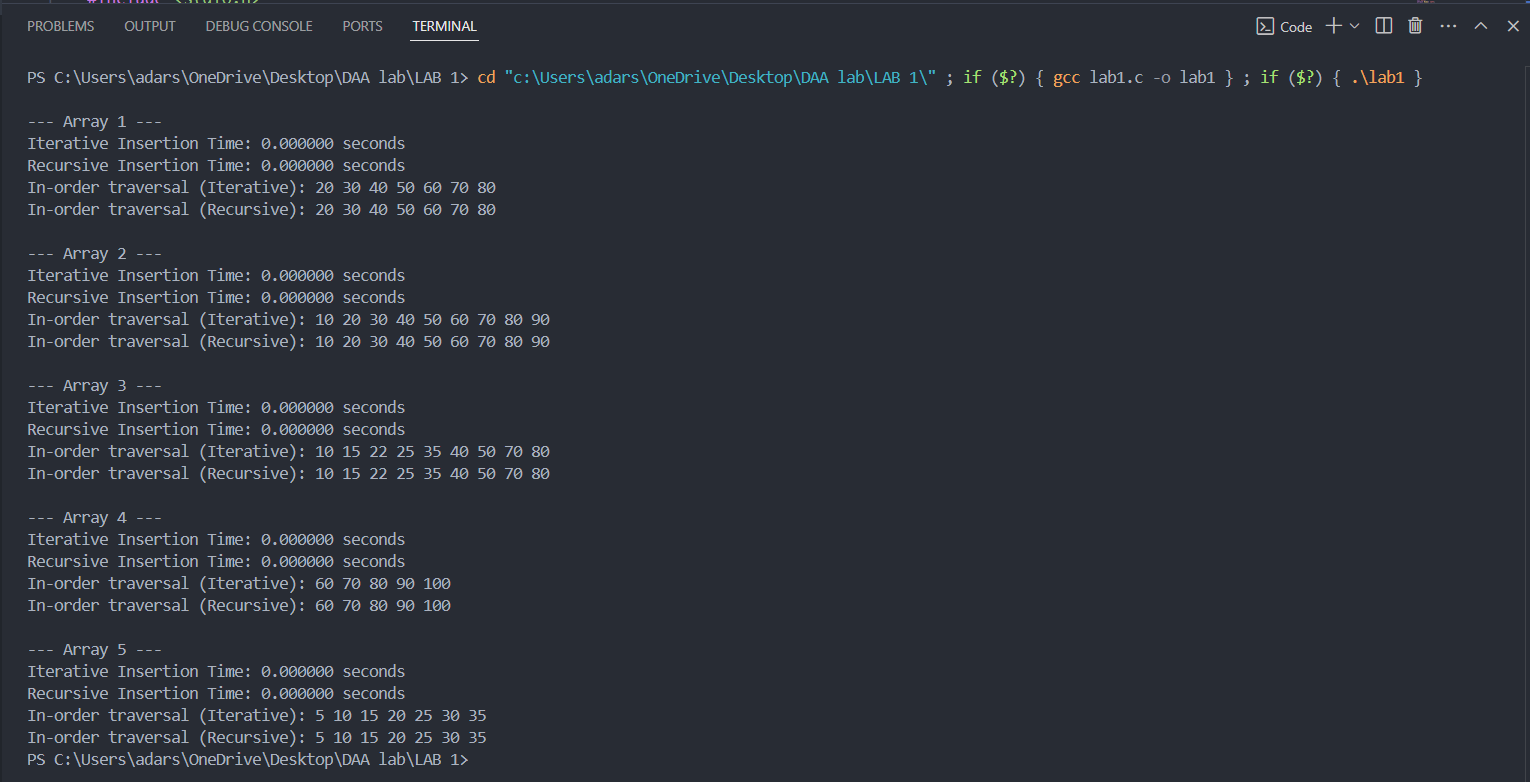 PROBLEMS OUTPUT DEBUG CONSOLE PORTS TERMINAL Code
PS C:\Users\adars\OneDrive\Desktop\DAA lab\LAB 1> cd "c:\Users\adars\OneDrive\Desktop\DAA lab\LAB 1\" ; if ($?) { gcc lab1.c -o lab1 } ; if ($?) { .\lab1 }
--- Array 1 ---
Iterative Insertion Time: 0.000000 seconds
Recursive Insertion Time: 0.000000 seconds
In-order traversal (Iterative): 20 30 40 50 60 70 80
In-order traversal (Recursive): 20 30 40 50 60 70 80
--- Array 2 ---
Iterative Insertion Time: 0.000000 seconds
Recursive Insertion Time: 0.000000 seconds
In-order traversal (Iterative): 10 20 30 40 50 60 70 80 90
In-order traversal (Recursive): 10 20 30 40 50 60 70 80 90
--- Array 3 ---
Iterative Insertion Time: 0.000000 seconds
Recursive Insertion Time: 0.000000 seconds
In-order traversal (Iterative): 10 15 22 25 35 40 50 70 80
In-order traversal (Recursive): 10 15 22 25 35 40 50 70 80
--- Array 4 ---
Iterative Insertion Time: 0.000000 seconds
Recursive Insertion Time: 0.000000 seconds
In-order traversal (Iterative): 60 70 80 90 100
In-order traversal (Recursive): 60 70 80 90 100
--- Array 5 ---
Iterative Insertion Time: 0.000000 seconds
Recursive Insertion Time: 0.000000 seconds
In-order traversal (Iterative): 5 10 15 20 25 30 35
In-order traversal (Recursive): 5 10 15 20 25 30 35
PS C:\Users\adars\OneDrive\Desktop\DAA lab\LAB 1>